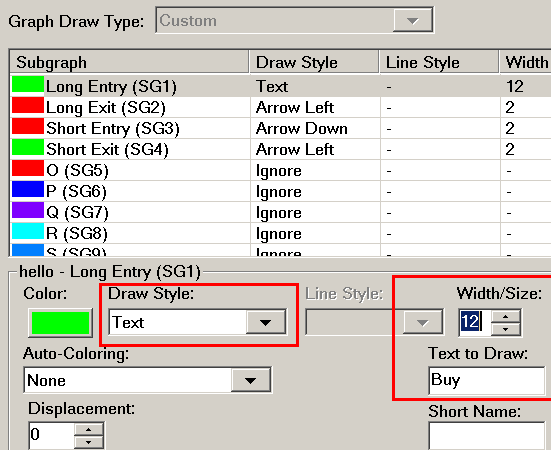 Graph Draw Type: Custom
Subgraph Draw Style Line Style Width
Long Entry (SG1) Text - 12
Long Exit (SG2) Arrow Left - 2
Short Entry (SG3) Arrow Down - 2
Short Exit (SG4) Arrow Left - 2
O (SG5) Ignore - -
P (SG6) Ignore - -
Q (SG7) Ignore - -
R (SG8) Ignore - -
S (SG9) Ignore - -
hello - Long Entry (SG1)
Color: Draw Style: Line Style: Width/Size:
Text 12
Auto-Coloring: Text to Draw:
None Buy
Displacement: Short Name:
0